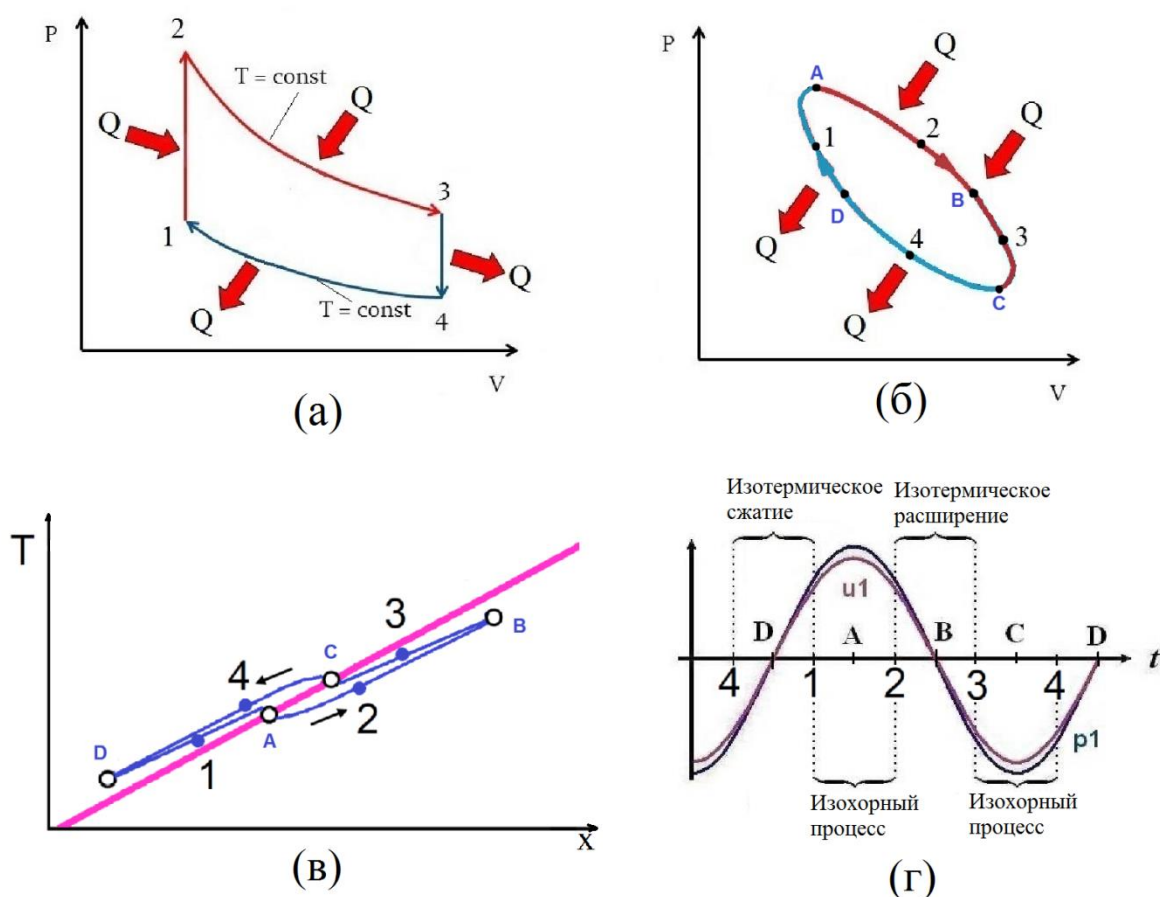 P
2
T = const
Q
Q
3
1
Q
T = const
4
Q
V
(а)
P
A
Q
2
Q
1
B
D
3
Q
4
Q
C
V
(б)
T
3
B
C
4
2
D
A
1
x
(в)
Изотермическое
сжатие
Изотермическое
расширение
u1
D
A
B
C
D
t
4
1
2
3
4
p1
Изохорный
процесс
Изохорный
процесс
(г)